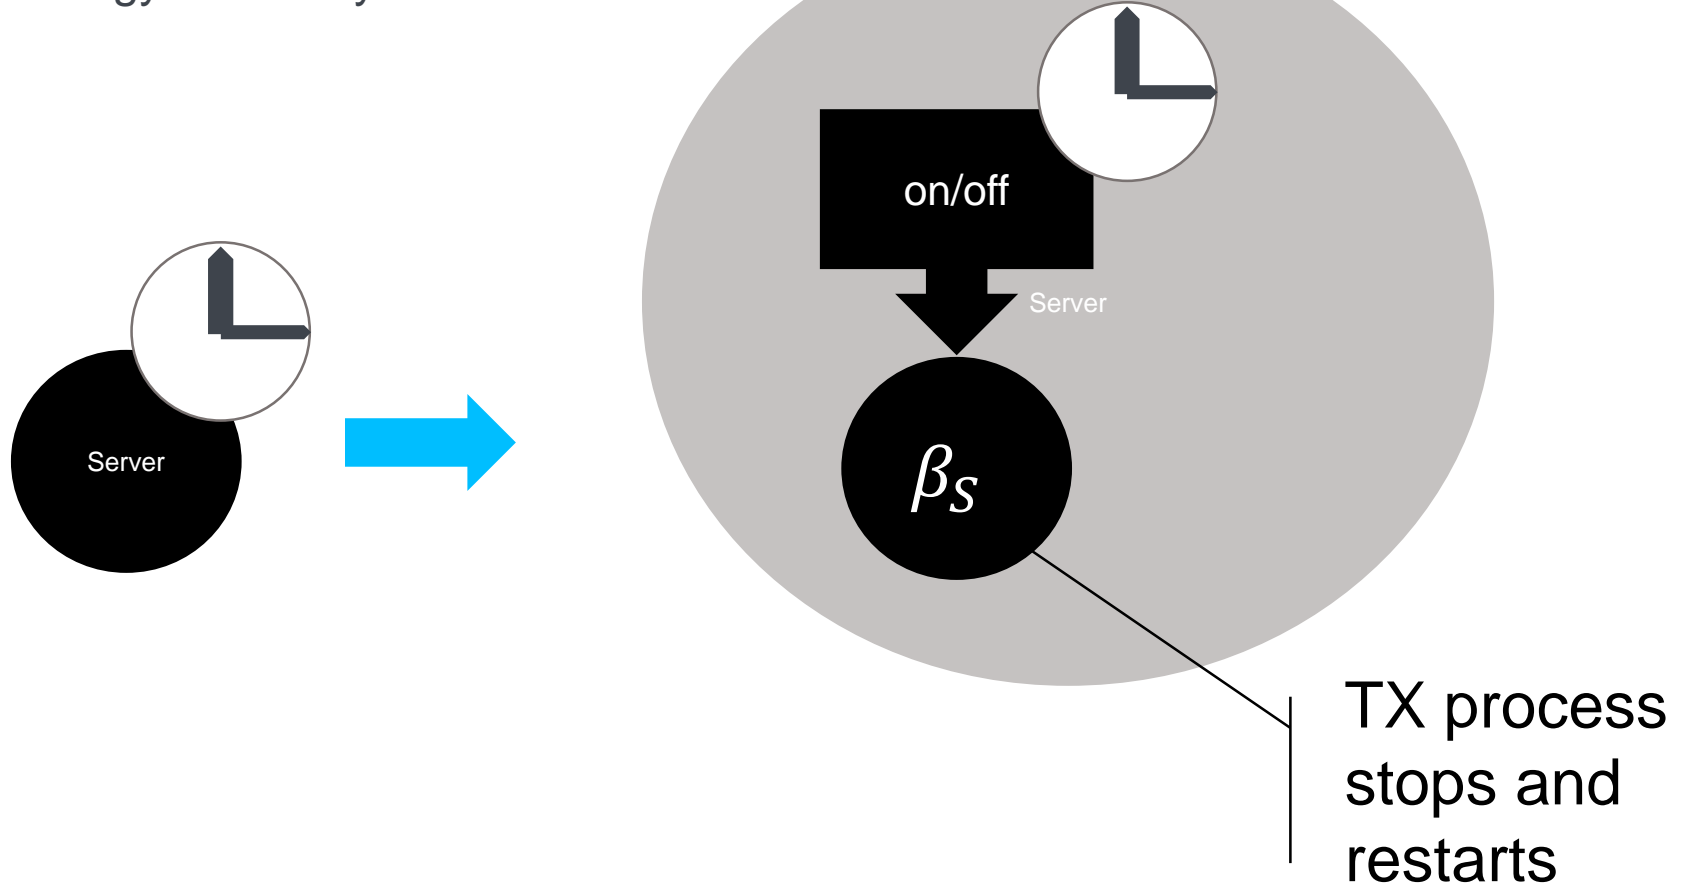 on/off
Server
Server
βS
TX process
stops and
restarts